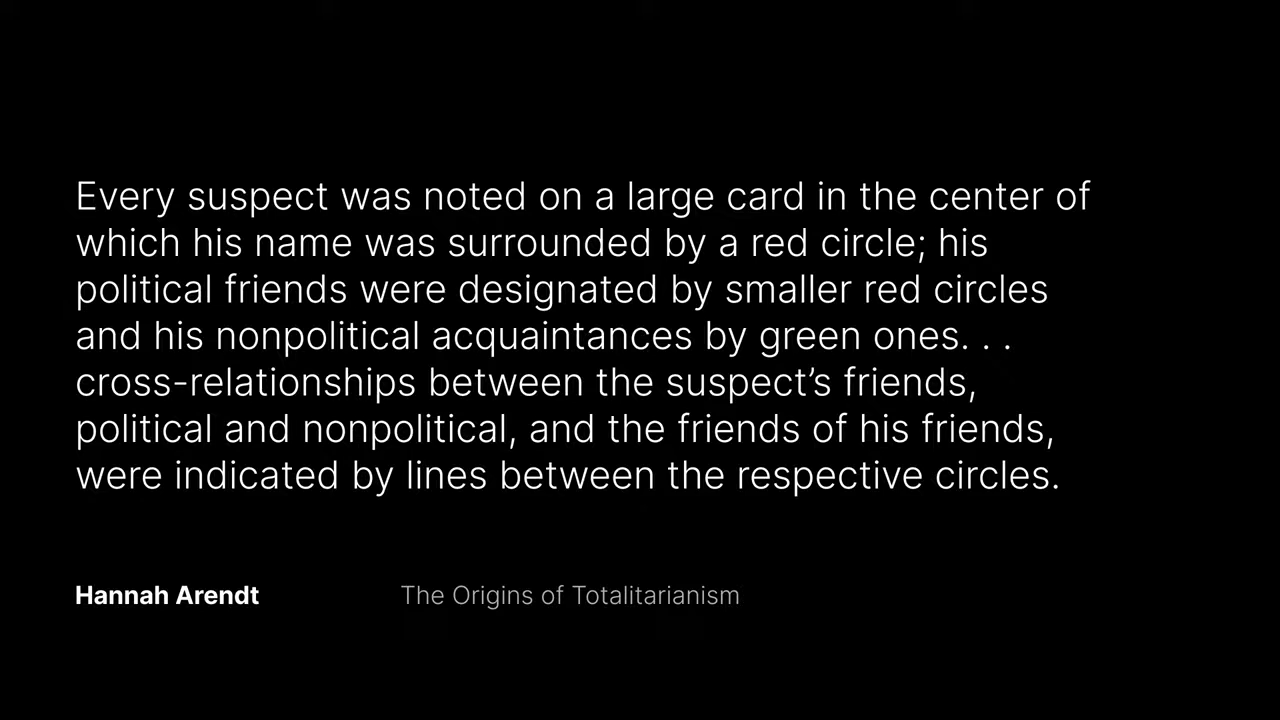 Every suspect was noted on a large card in the center of
which his name was surrounded by a red circle; his
political friends were designated by smaller red circles
and his nonpolitical acquaintances by green ones. . .
cross-relationships between the suspect’s friends,
political and nonpolitical, and the friends of his friends,
were indicated by lines between the respective circles.
Hannah Arendt The Origins of Totalitarianism